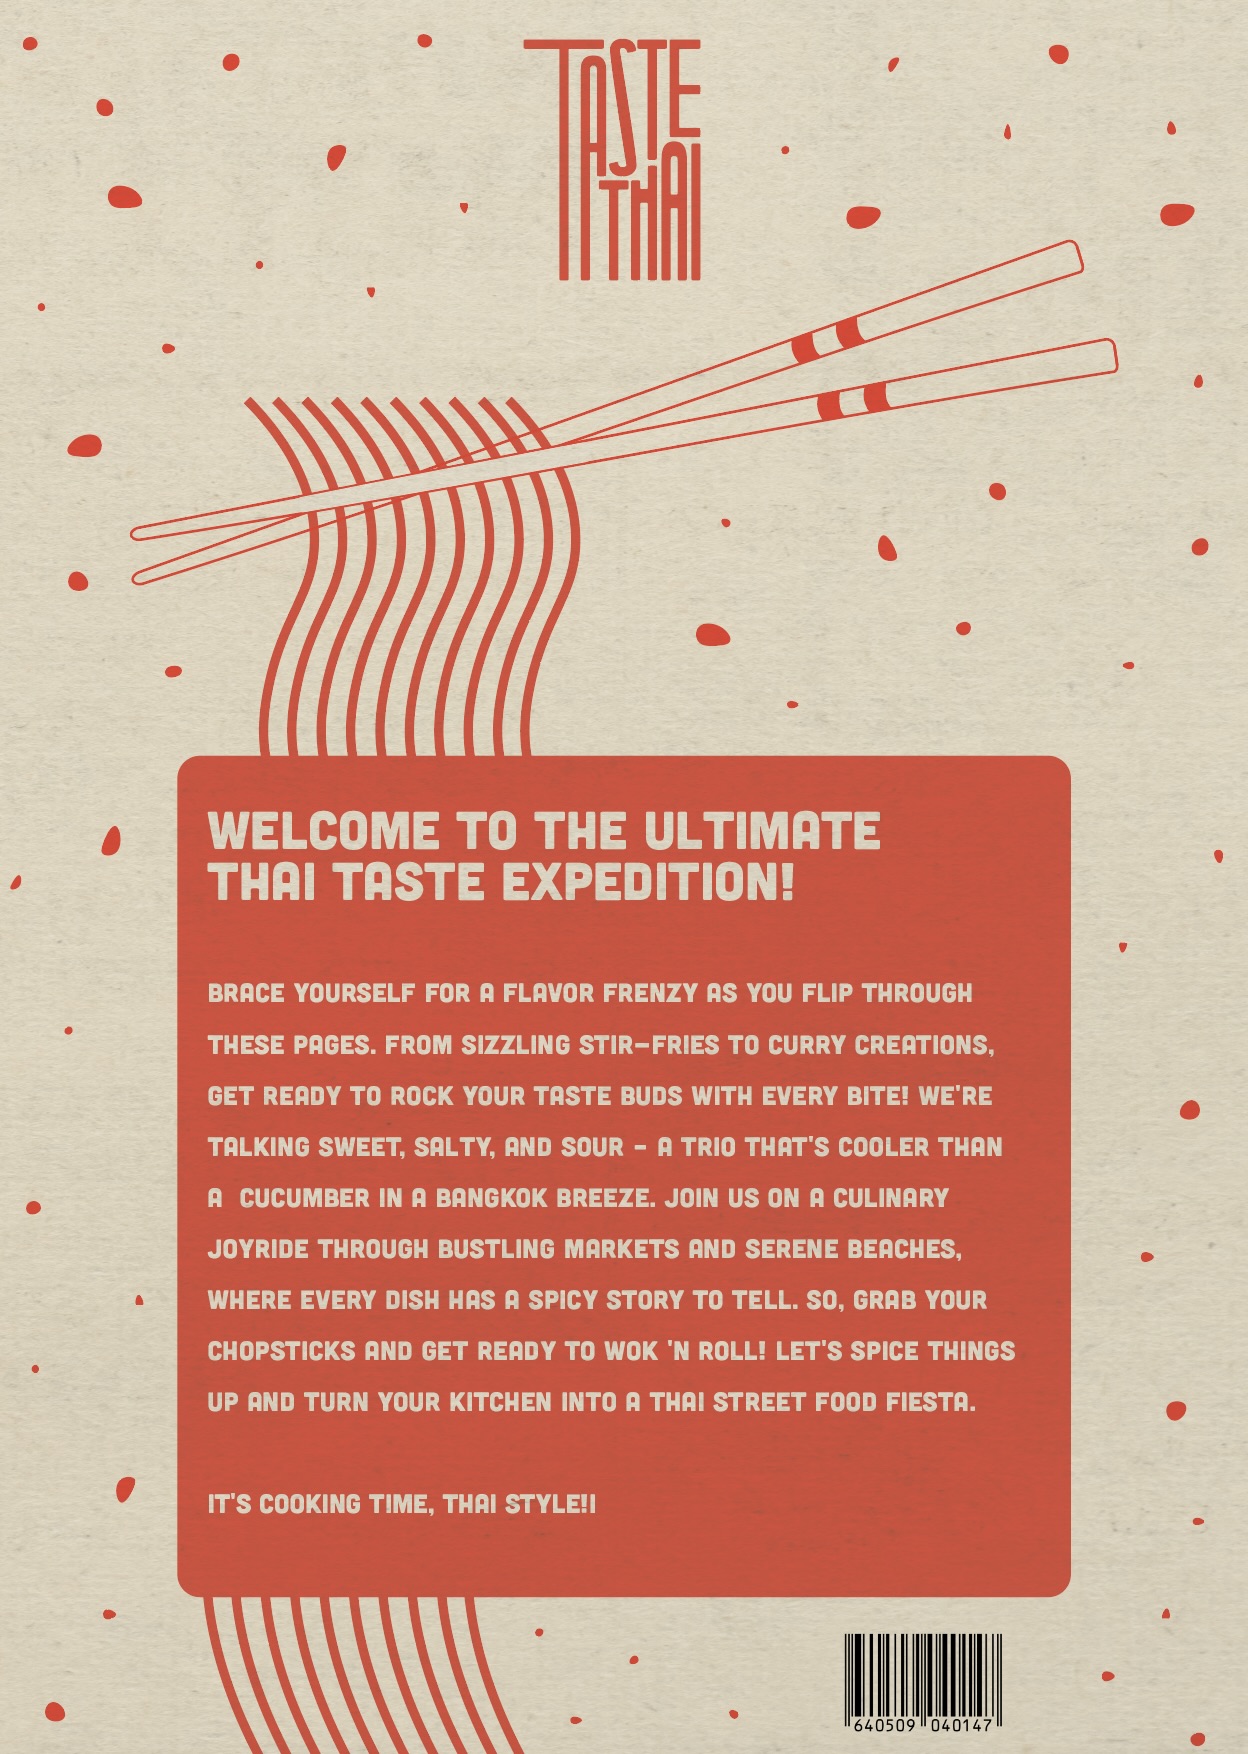 TASTE
THAI
WELCOME TO THE ULTIMATE
THAI TASTE EXPEDITION!
BRACE YOURSELF FOR A FLAVOR FRENZY AS YOU FLIP THROUGH
THESE PAGES. FROM SIZZLING STIR-FRIES TO CURRY CREATIONS,
GET READY TO ROCK YOUR TASTE BUDS WITH EVERY BITE! WE'RE
TALKING SWEET, SALTY, AND SOUR - A TRIO THAT'S COOLER THAN
A CUCUMBER IN A BANGKOK BREEZE. JOIN US ON A CULINARY
JOYRIDE THROUGH BUSTLING MARKETS AND SERENE BEACHES,
WHERE EVERY DISH HAS A SPICY STORY TO TELL. SO, GRAB YOUR
CHOPSTICKS AND GET READY TO WOK 'N ROLL! LET'S SPICE THINGS
UP AND TURN YOUR KITCHEN INTO A THAI STREET FOOD FIESTA.
IT'S COOKING TIME, THAI STYLE!I
640509 040147